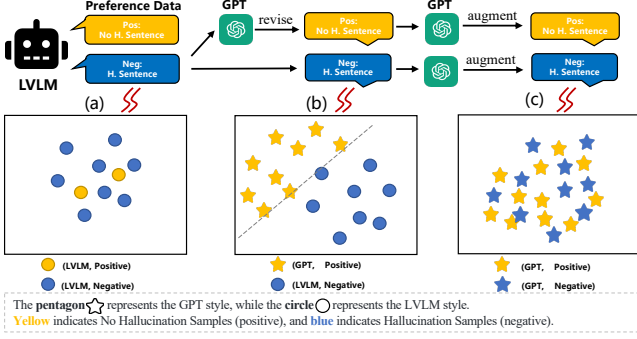 Preference Data
GPT
GPT
Pos:
No H. Sentence
revise
Pos:
No H. Sentence
augment
Pos:
No H. Sentence
Neg:
H. Sentence
Neg:
H. Sentence
augment
Neg:
H. Sentence
LVLM
(a)
(b)
(c)
(LVLM, Positive)
(LVLM, Negative)
(GPT, Positive)
(LVLM, Negative)
(GPT, Positive)
(GPT, Negative)
The pentagon represents the GPT style, while the circle represents the LVLM style.
Yellow indicates No Hallucination Samples (positive), and blue indicates Hallucination Samples (negative).